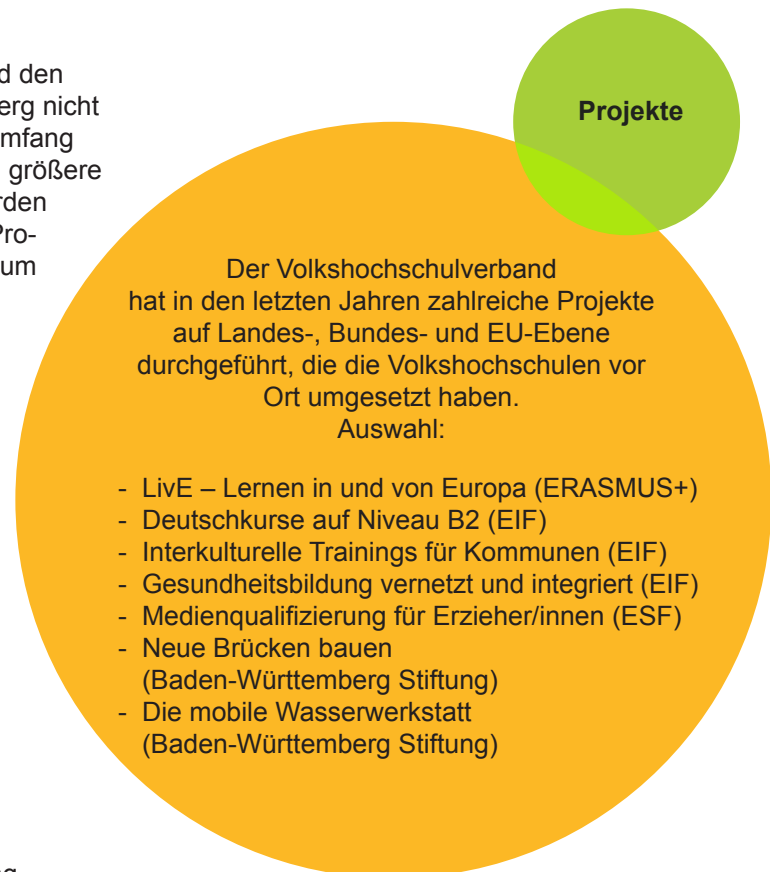 d den
erg nicht
mfang
größere
rden
Pro-
um
Projekte
Der Volkshochschulverband
hat in den letzten Jahren zahlreiche Projekte
auf Landes-, Bundes- und EU-Ebene
durchgeführt, die die Volkshochschulen vor
Ort umgesetzt haben.
Auswahl:
- LivE – Lernen in und von Europa (ERASMUS+)
- Deutschkurse auf Niveau B2 (EIF)
- Interkulturelle Trainings für Kommunen (EIF)
- Gesundheitsbildung vernetzt und integriert (EIF)
- Medienqualifizierung für Erzieher/innen (ESF)
- Neue Brücken bauen
(Baden-Württemberg Stiftung)
- Die mobile Wasserwerkstatt
(Baden-Württemberg Stiftung)